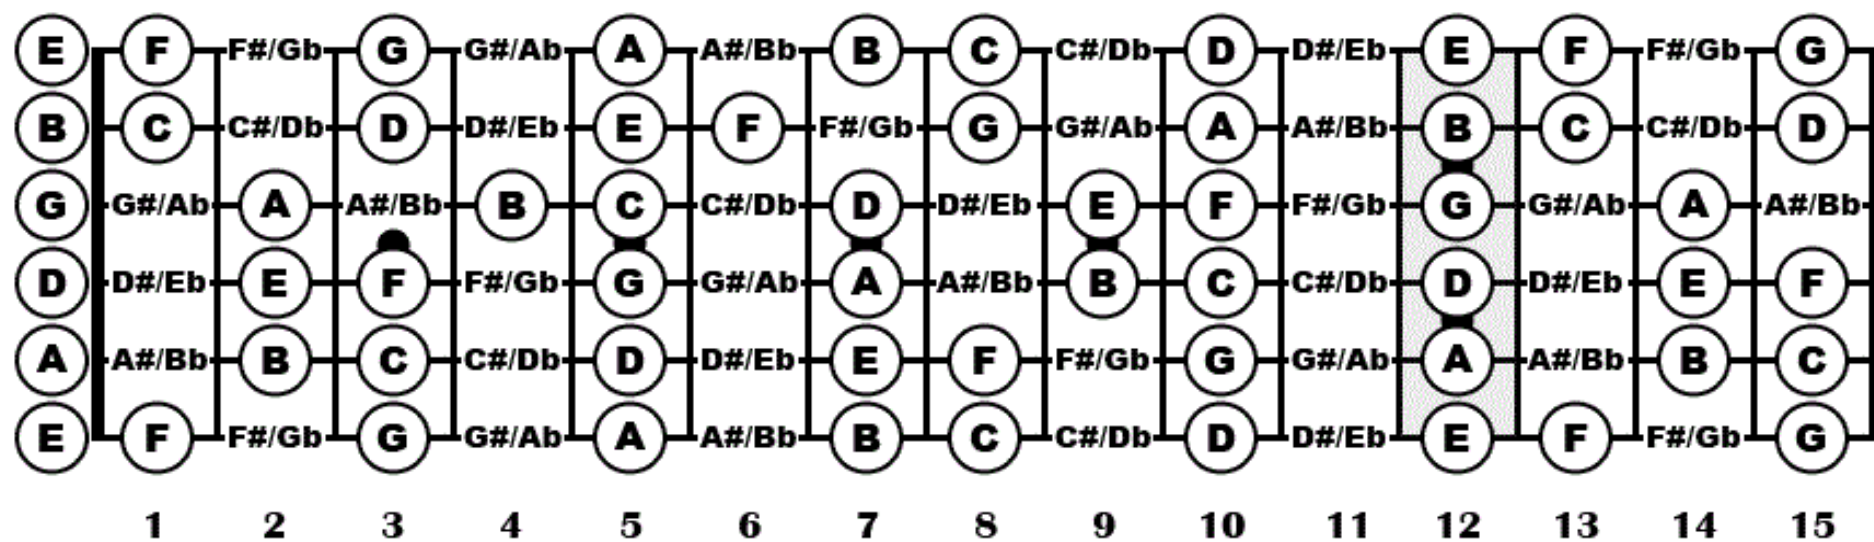 E F F#/Gb G G#/Ab A A#/Bb B C C#/Db D D#/Eb E F F#/Gb G
B C C#/Db D D#/Eb E F F#/Gb G G#/Ab A A#/Bb B C C#/Db D
G G#/Ab A A#/Bb B C C#/Db D D#/Eb E F F#/Gb G G#/Ab A A#/Bb
D D#/Eb E F F#/Gb G G#/Ab A A#/Bb B C C#/Db D D#/Eb E F
A A#/Bb B C C#/Db D D#/Eb E F F#/Gb G G#/Ab A A#/Bb B C
E F F#/Gb G G#/Ab A A#/Bb B C C#/Db D D#/Eb E F F#/Gb G
1 2 3 4 5 6 7 8 9 10 11 12 13 14 15